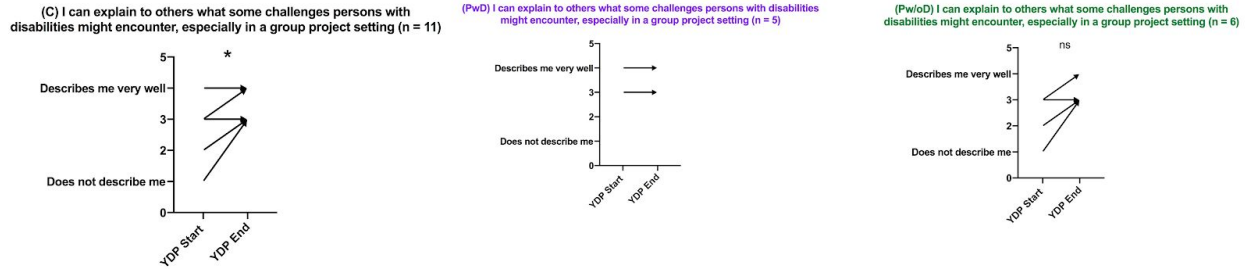 (C) I can explain to others what some challenges persons with
disabilities might encounter, especially in a group project setting (n = 11)
*
5
Describes me very well
3
2
Does not describe me
0
YDP Start
YDP End
(PwD) I can explain to others what some challenges persons with disabilities
might encounter, especially in a group project setting (n = 5)
5
Describes me very well
3
2
Does not describe me
0
YDP Start
YDP End
(Pw/oD) I can explain to others what some challenges persons with
disabilities might encounter, especially in a group project setting (n = 6)
ns
5
Describes me very well
3
2
Does not describe me
0
YDP Start
YDP End